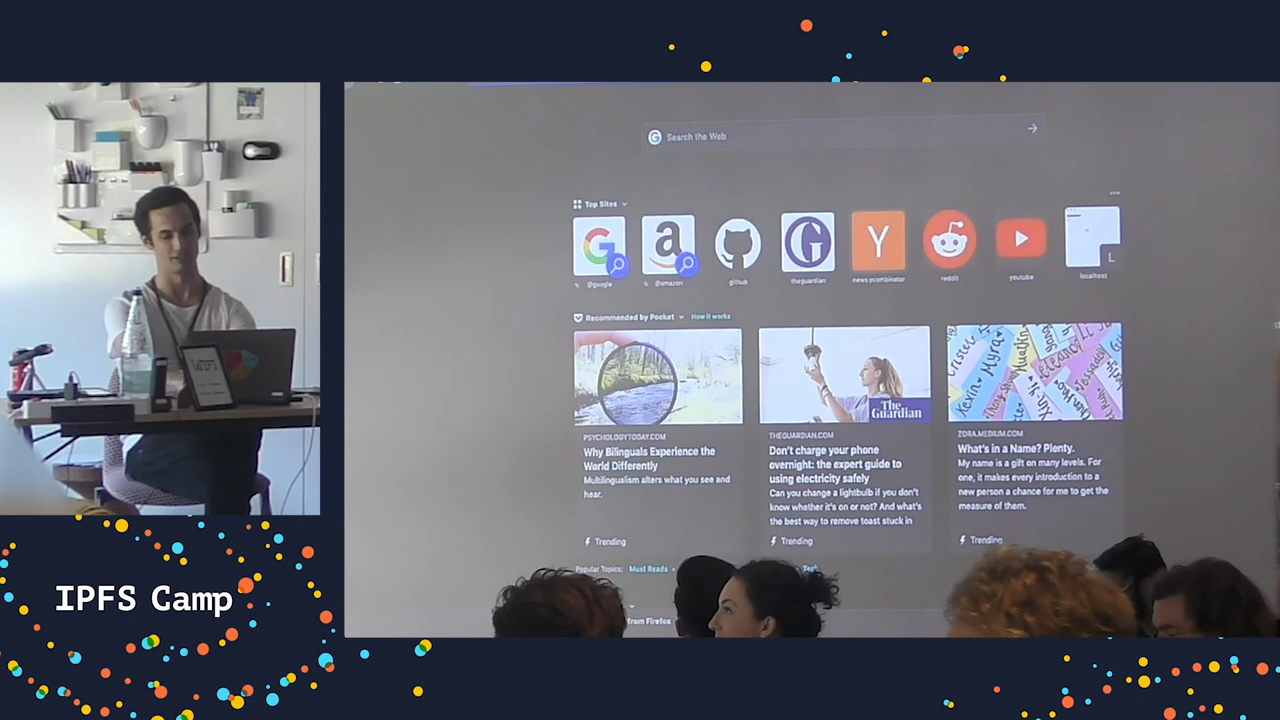 Search the Web
Top Sites
@google
@amazon
github
theguardian
news.ycombinator
reddit
youtube
L
localhost
Recommended by Pocket
How it works
The
Guardian
PSYCHOLOGYTODAY.COM
Why Bilinguals Experience the
World Differently
Multilingualism alters what you see and
hear.
Trending
THEGUARDIAN.COM
Don't charge your phone
overnight: the expert guide to
using electricity safely
Can you change a lightbulb if you don't
know whether it's on or not? And what's
the best way to remove toast stuck in
Trending
ZORA.MEDIUM.COM
What's in a Name? Plenty.
My name is a gift on many levels. For
one, it makes every introduction to a
new person a chance for me to get the
measure of them.
Trending
Popular Topics: Must Reads
from Firefox
WIFI
IPFS Camp